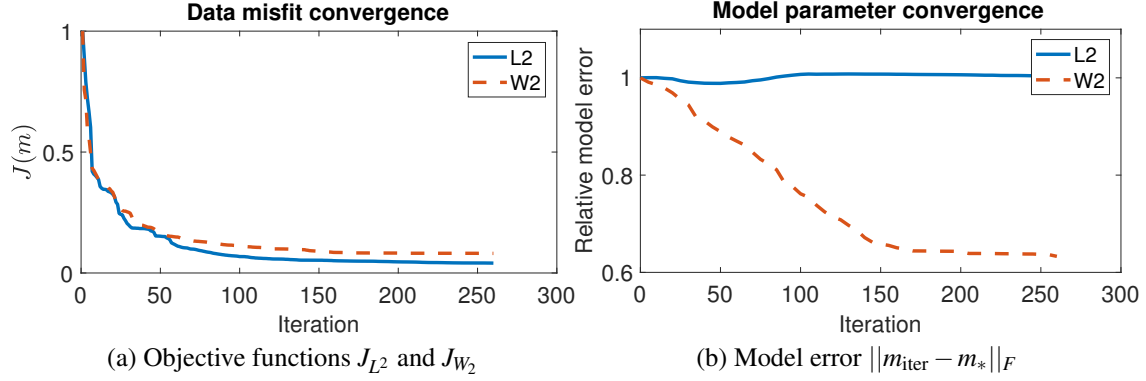 Data misfit convergence
1
0.5
0
J(m)
0 50 100 150 200 250 300
Iteration
L2
W2
(a) Objective functions J_{L^2} and J_{W_2}
Model parameter convergence
1
0.8
0.6
Relative model error
0 50 100 150 200 250 300
Iteration
L2
W2
(b) Model error ||m_{iter} − m_*||_F